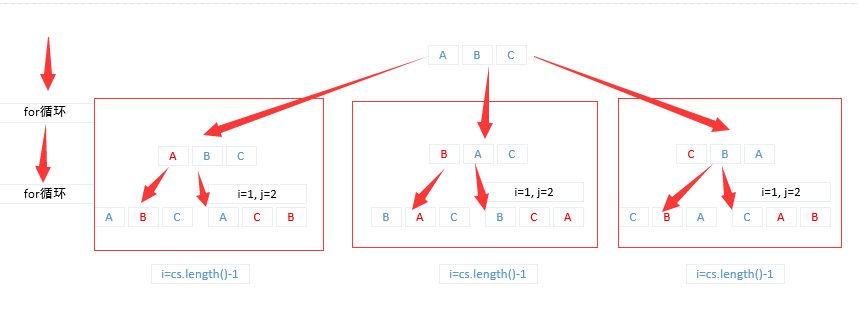 A B C
for循环
A B C
B A C
C B A
for循环
i=1, j=2
i=1, j=2
i=1, j=2
A B C A C B
B A C B C A
C B A C A B
i=cs.length()-1
i=cs.length()-1
i=cs.length()-1